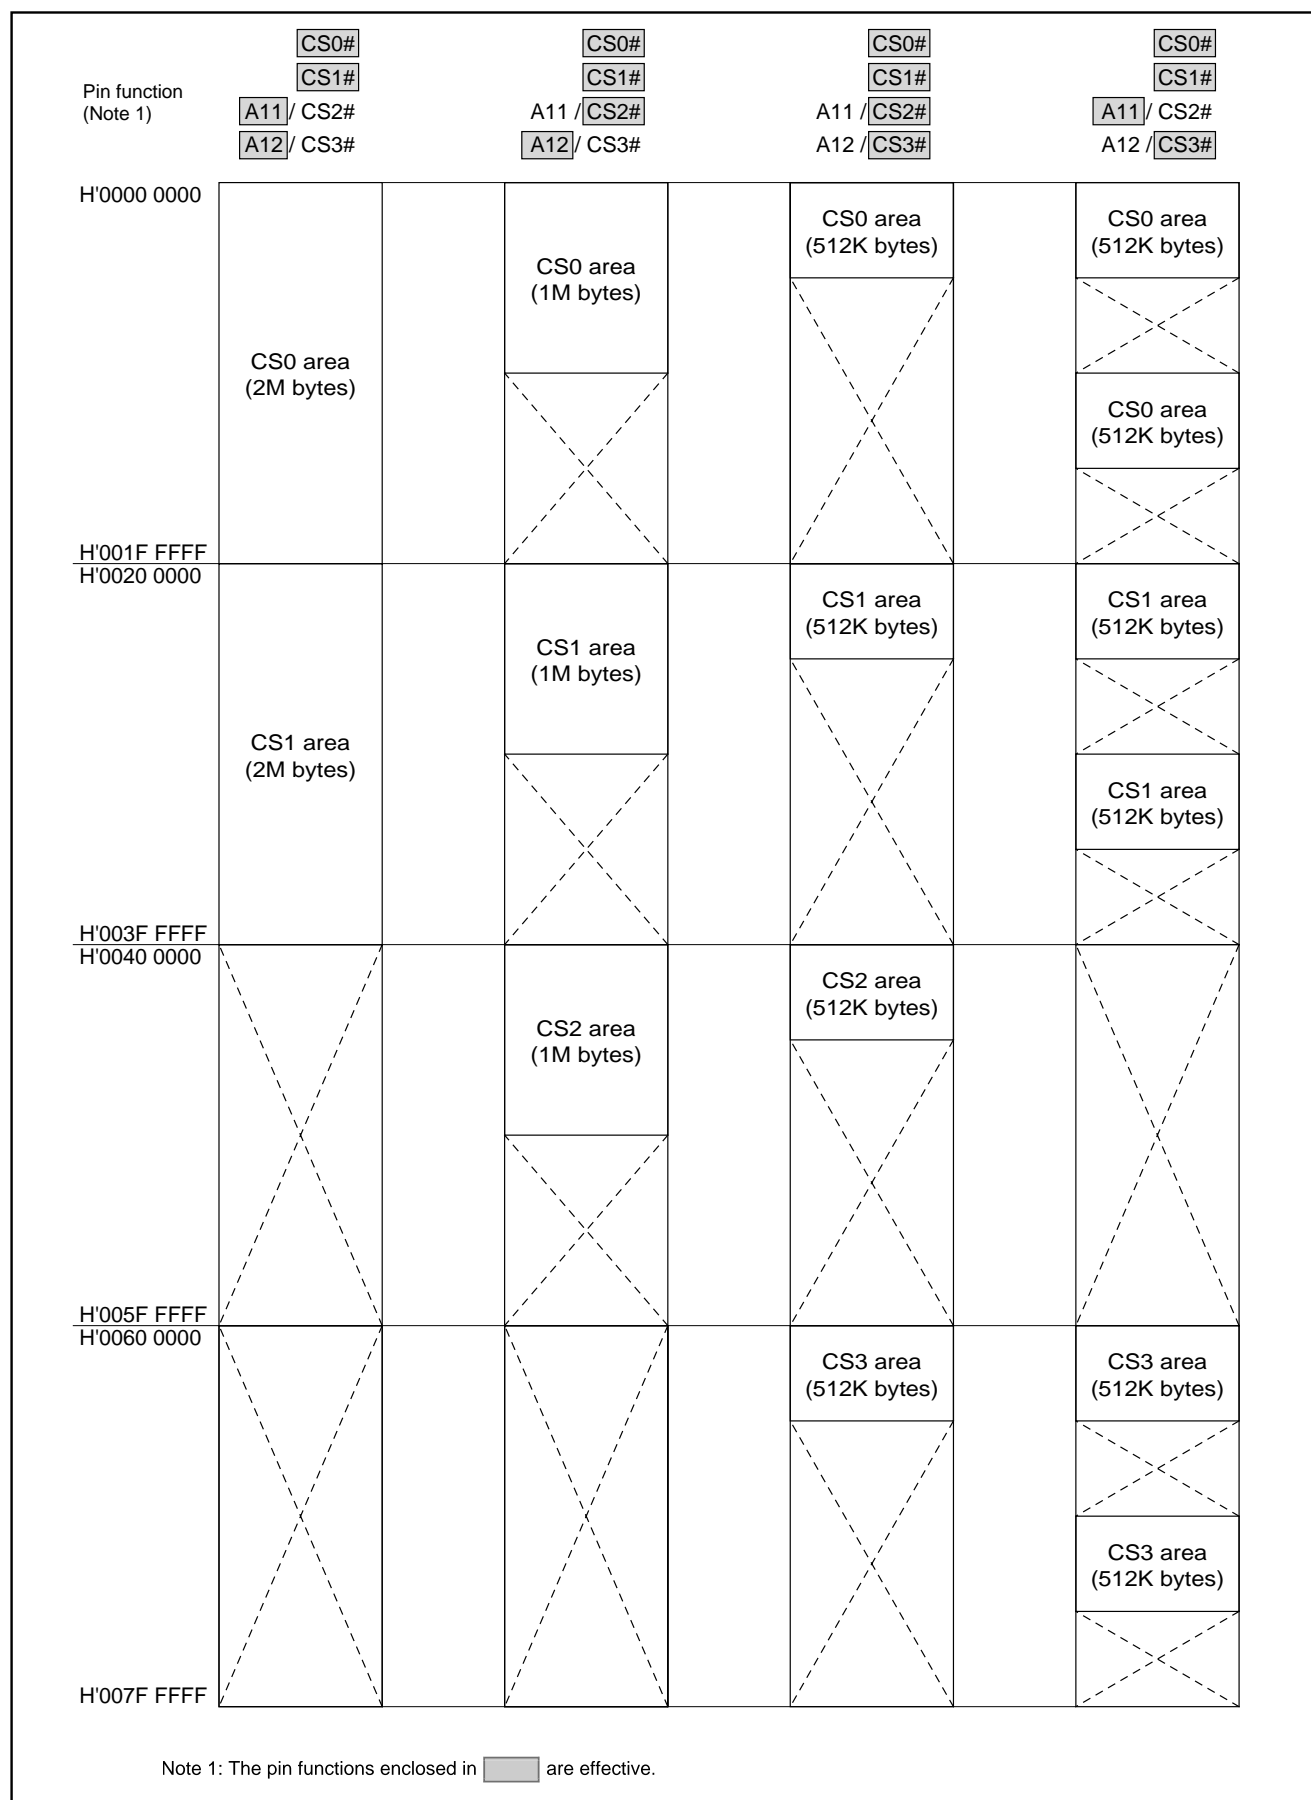 CS0# CS0# CS0# CS0#
CS1# CS1# CS1# CS1#
Pin function
(Note 1)
A11 / CS2# A11 / CS2# A11 / CS2# A11 / CS2#
A12 / CS3# A12 / CS3# A12 / CS3# A12 / CS3#
H'0000 0000
CS0 area
(2M bytes)
CS0 area
(1M bytes)
CS0 area
(512K bytes)
CS0 area
(512K bytes)
CS0 area
(512K bytes)
H'001F FFFF
H'0020 0000
CS1 area
(2M bytes)
CS1 area
(1M bytes)
CS1 area
(512K bytes)
CS1 area
(512K bytes)
CS1 area
(512K bytes)
H'003F FFFF
H'0040 0000
CS2 area
(1M bytes)
CS2 area
(512K bytes)
H'005F FFFF
H'0060 0000
CS3 area
(512K bytes)
CS3 area
(512K bytes)
CS3 area
(512K bytes)
H'007F FFFF
Note 1: The pin functions enclosed in are effective.